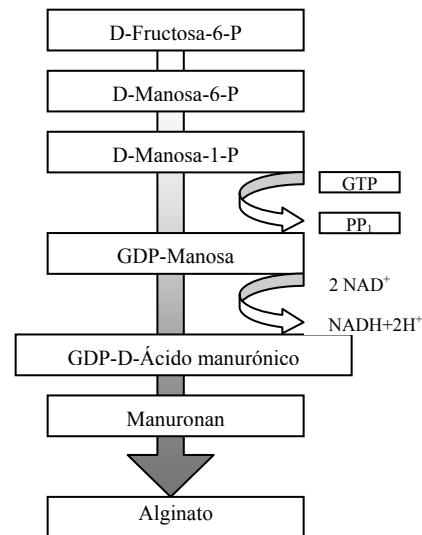 D-Fructosa-6-P
D-Manosa-6-P
D-Manosa-1-P
GTP
PP₁
GDP-Manosa
2 NAD⁺
NADH+2H⁺
GDP-D-Ácido manurónico
Manuronan
Alginato